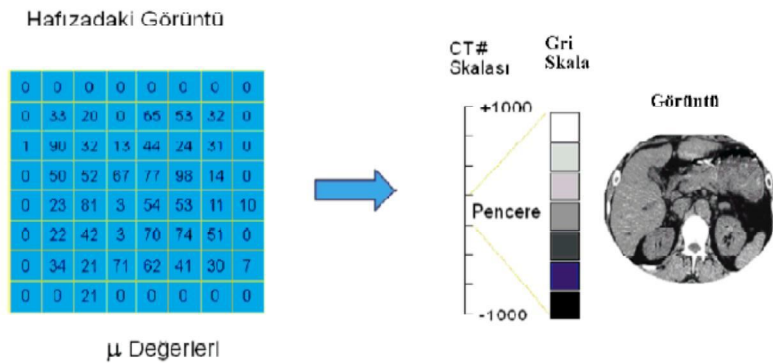 Hafızadaki Görüntü
0 0 0 0 0 0 0 0
0 33 20 0 65 53 32 0
1 90 32 13 44 24 31 0
0 50 52 67 77 98 14 0
0 23 81 3 54 53 11 10
0 22 42 3 70 74 51 0
0 34 21 71 62 41 30 7
0 0 21 0 0 0 0 0
µ Değerleri
CT#
Skalası
Gri
Skala
+1000
Pencere
-1000
Görüntü